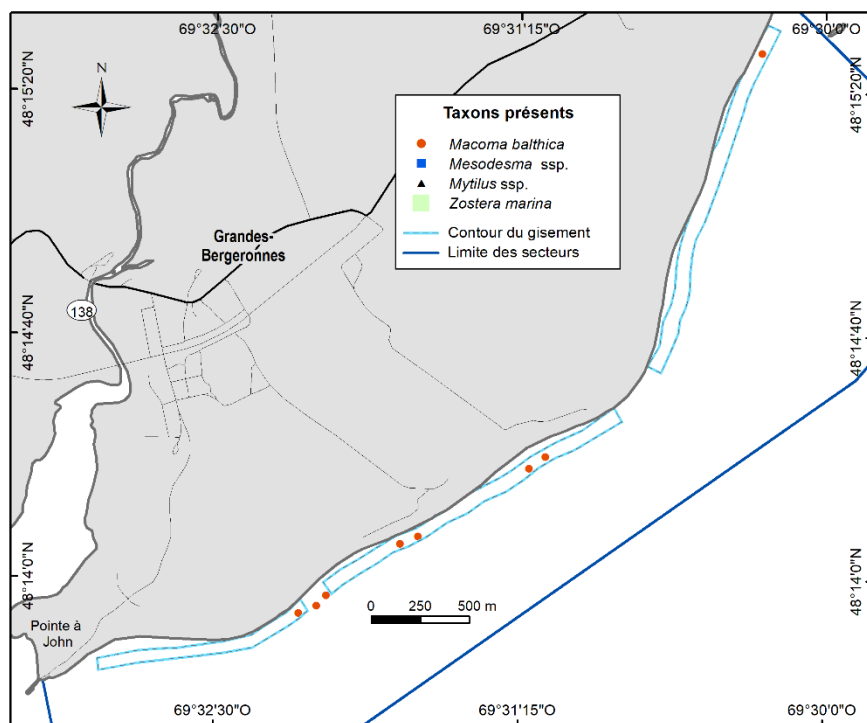 69°32'30"O
69°31'15"O
69°30'0"O
48°15'20"N
48°15'20"N
N
Taxons présents
Macoma balthica
Mesodesma ssp.
Mytilus ssp.
Zostera marina
Contour du gisement
Limite des secteurs
Grandes-
Bergeronnes
138
48°14'40"N
48°14'40"N
48°14'0"N
48°14'0"N
0 250 500 m
Pointe à
John
69°32'30"O
69°31'15"O
69°30'0"O